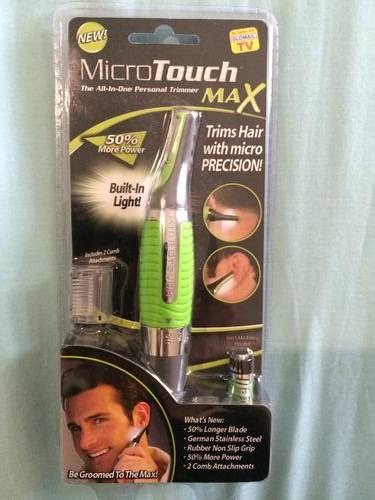 NEW!
AS SEEN ON
TV
MicroTouch
MAX
The All-In-One Personal Trimmer
50%
More Power
Trims Hair
with micro
PRECISION!
Built-In
Light!
Includes 2 Comb
Attachments
MICROTOUCH
What's New:
• 50% Longer Blade
• German Stainless Steel
• Rubber Non Slip Grip
• 50% More Power
• 2 Comb Attachments
Be Groomed To The Max!